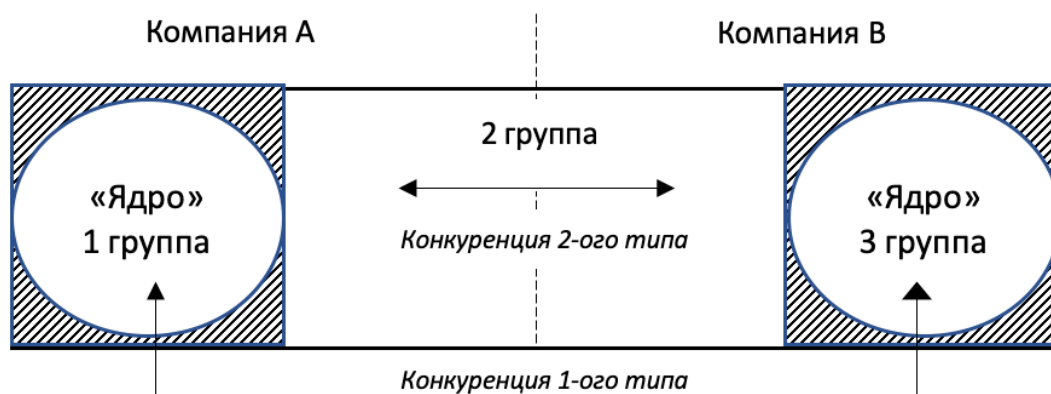 Компания А
Компания В
2 группа
«Ядро»
1 группа
Конкуренция 2-ого типа
«Ядро»
3 группа
Конкуренция 1-ого типа